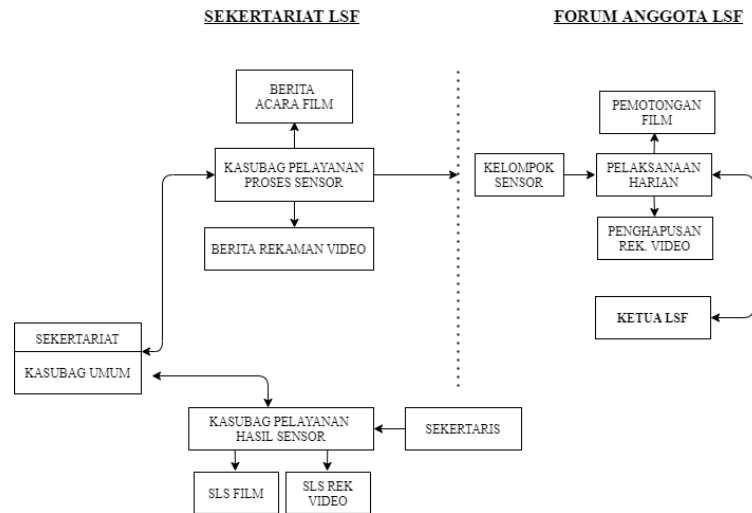 SEKERTARIAT LSF
FORUM ANGGOTA LSF
BERITA
ACARA FILM
PEMOTONGAN
FILM
KASUBAG PELAYANAN
PROSES SENSOR
KELOMPOK
SENSOR
PELAKSANAAN
HARIAN
BERITA REKAMAN VIDEO
PENGHAPUSAN
REK. VIDEO
KETUA LSF
SEKERTARIAT
KASUBAG UMUM
KASUBAG PELAYANAN
HASIL SENSOR
SEKERTARIS
SLS FILM
SLS REK
VIDEO